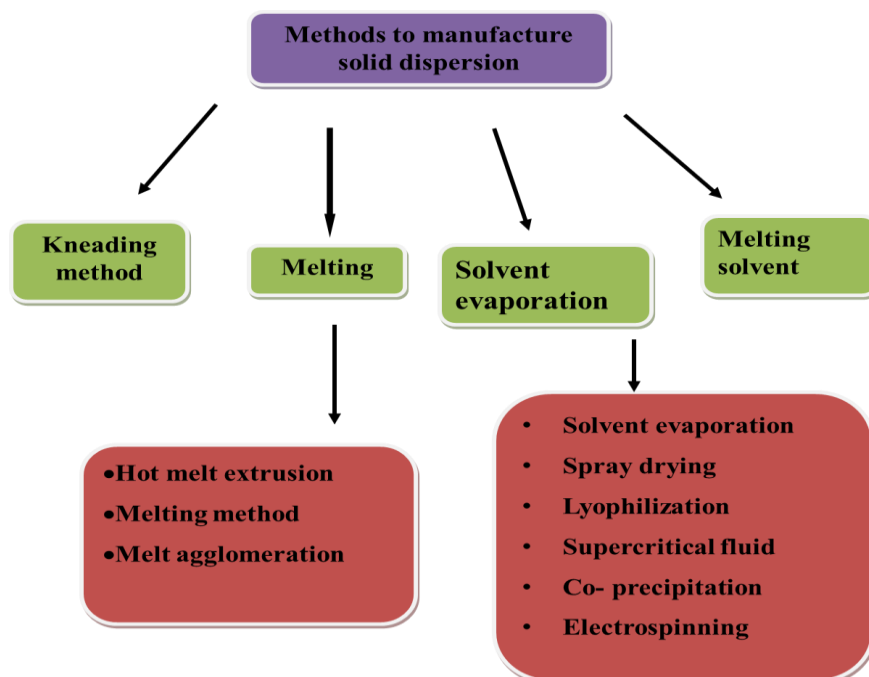 Methods to manufacture
solid dispersion
Kneading
method
Melting
Solvent
evaporation
Melting
solvent
•Hot melt extrusion
•Melting method
•Melt agglomeration
• Solvent evaporation
• Spray drying
• Lyophilization
• Supercritical fluid
• Co- precipitation
• Electrospinning